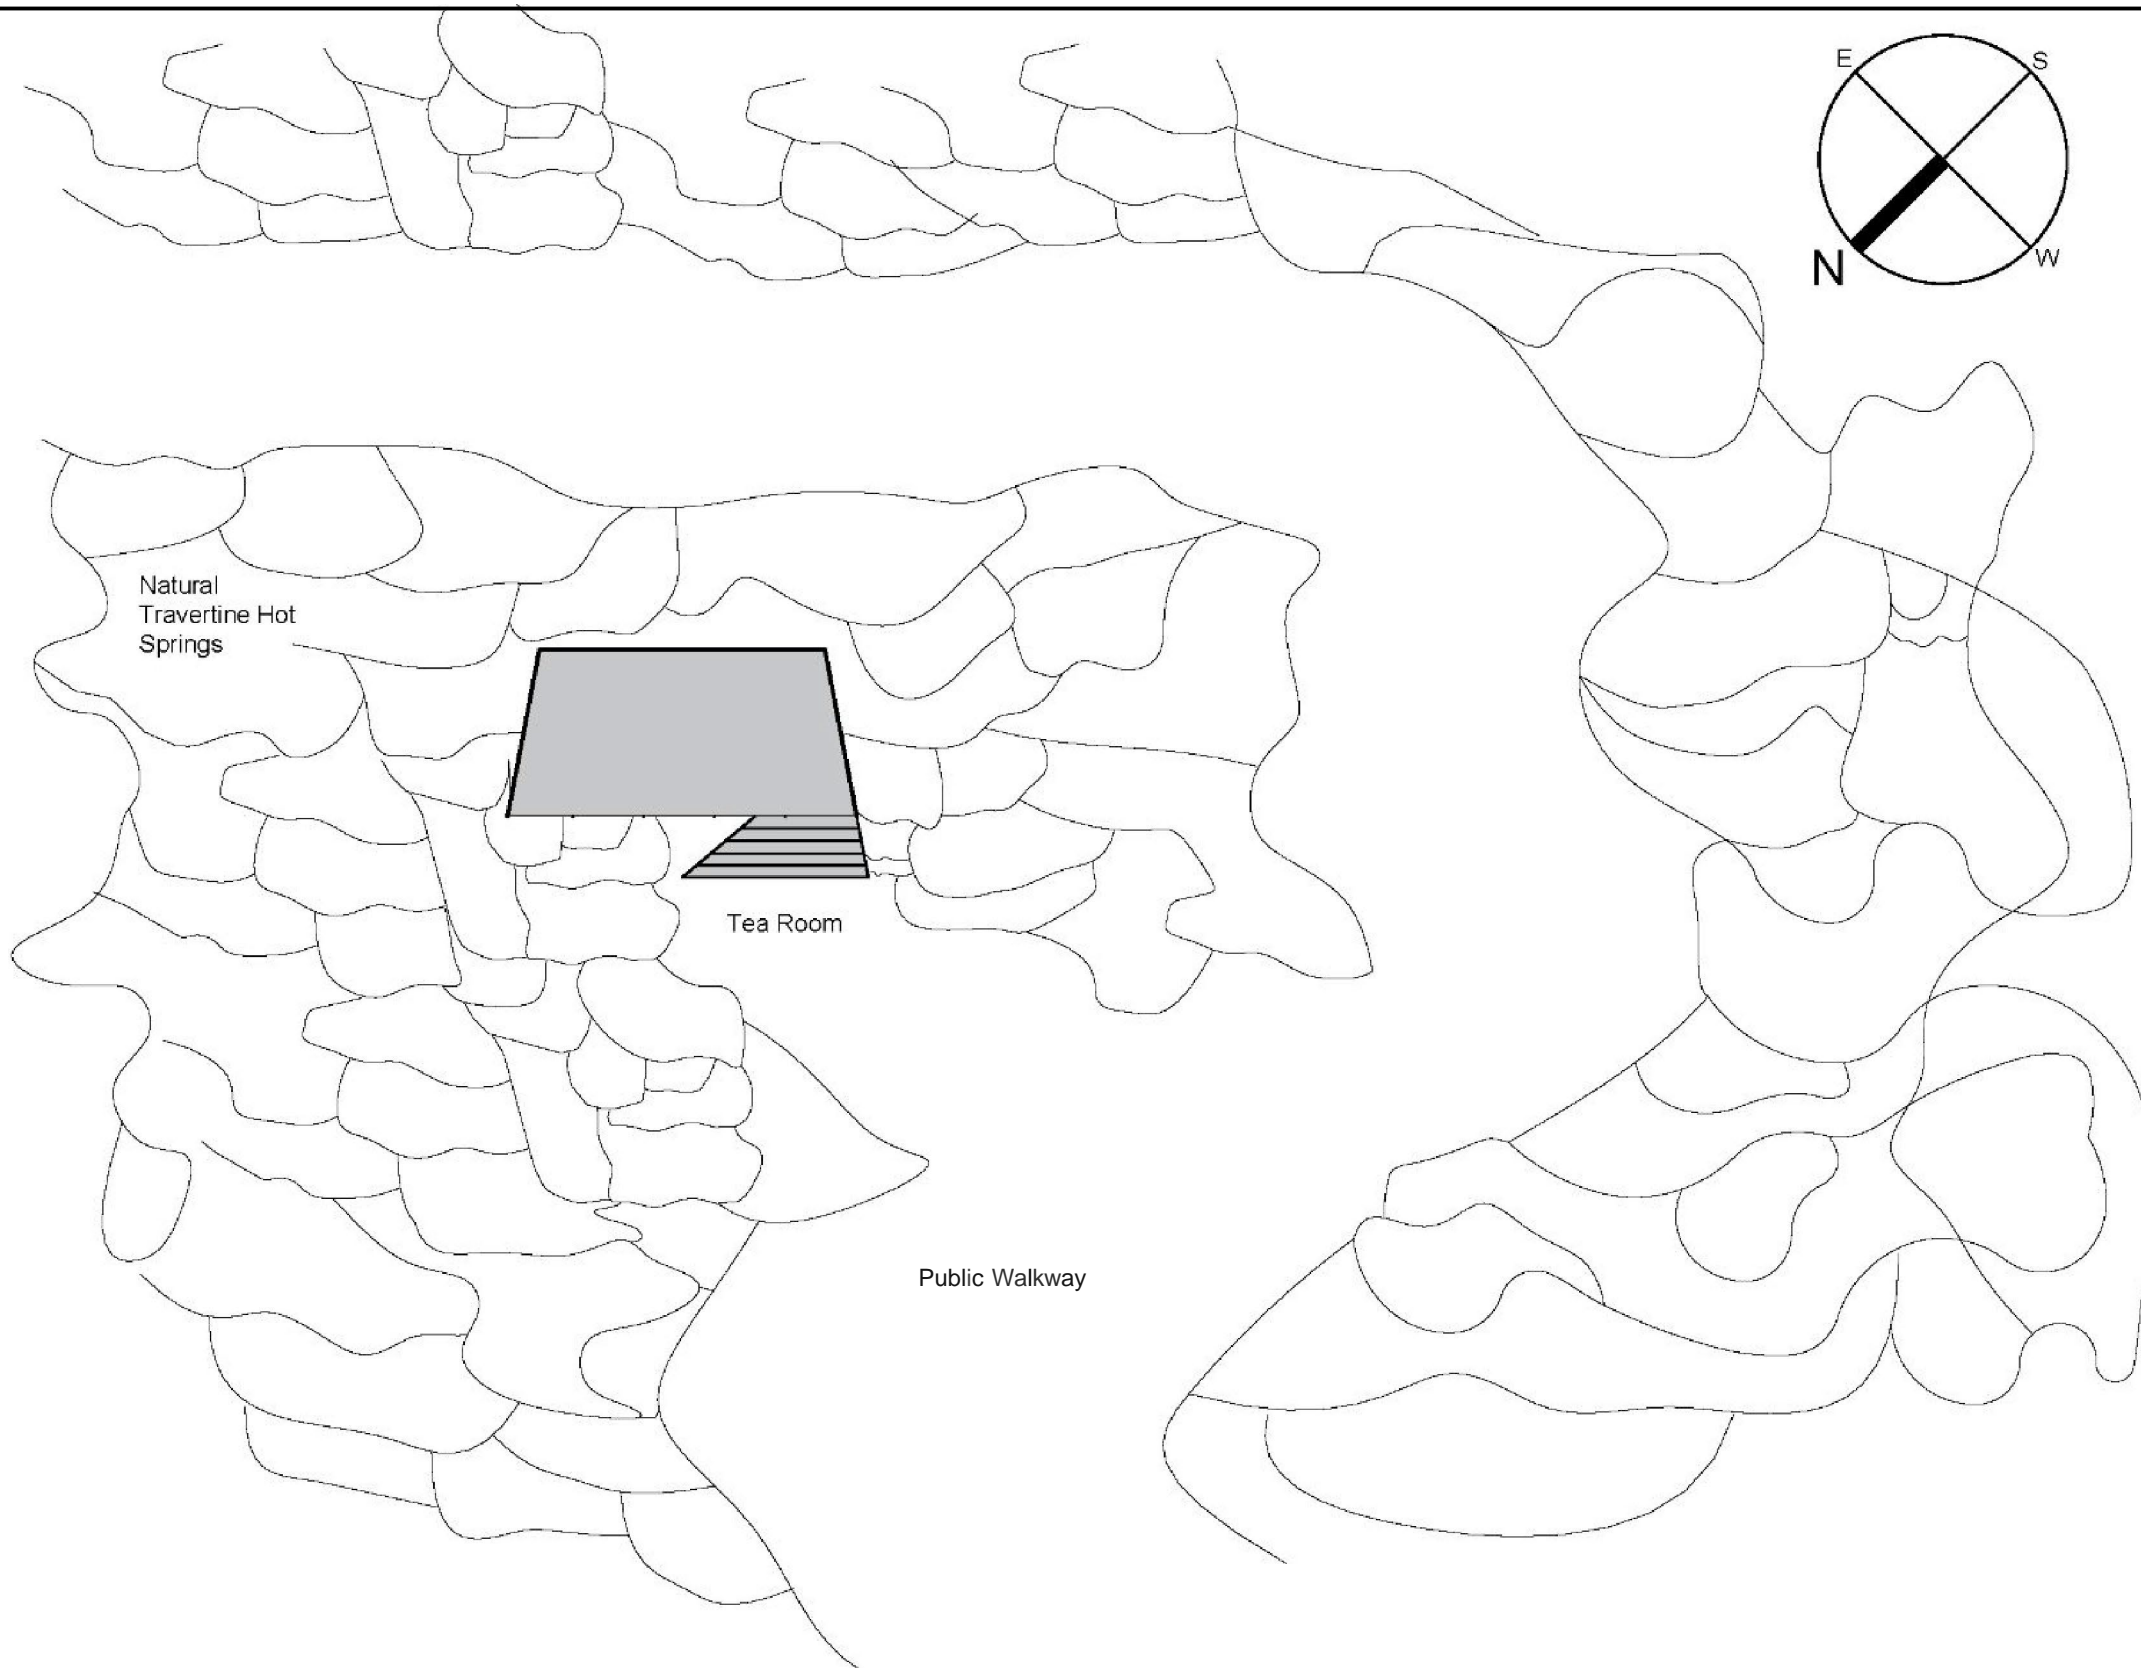 E
S
N
W
Natural
Travertine Hot
Springs
Tea Room
Public Walkway